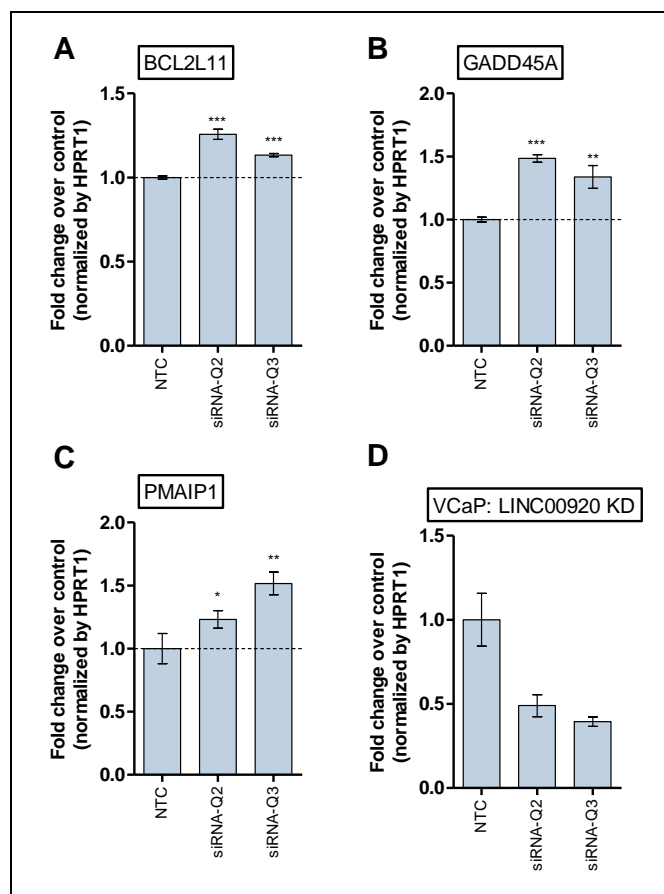 A
BCL2L11
Fold change over control
(normalized by HPRT1)
1.5
1.0
0.5
0.0
***
***
NTC
siRNA-Q2
siRNA-Q3
B
GADD45A
Fold change over control
(normalized by HPRT1)
2.0
1.5
1.0
0.5
0.0
***
**
NTC
siRNA-Q2
siRNA-Q3
C
PMAIP1
Fold change over control
(normalized by HPRT1)
2.0
1.5
1.0
0.5
0.0
*
**
NTC
siRNA-Q2
siRNA-Q3
D
VCaP: LINC00920 KD
Fold change over control
(normalized by HPRT1)
1.5
1.0
0.5
0.0
NTC
siRNA-Q2
siRNA-Q3